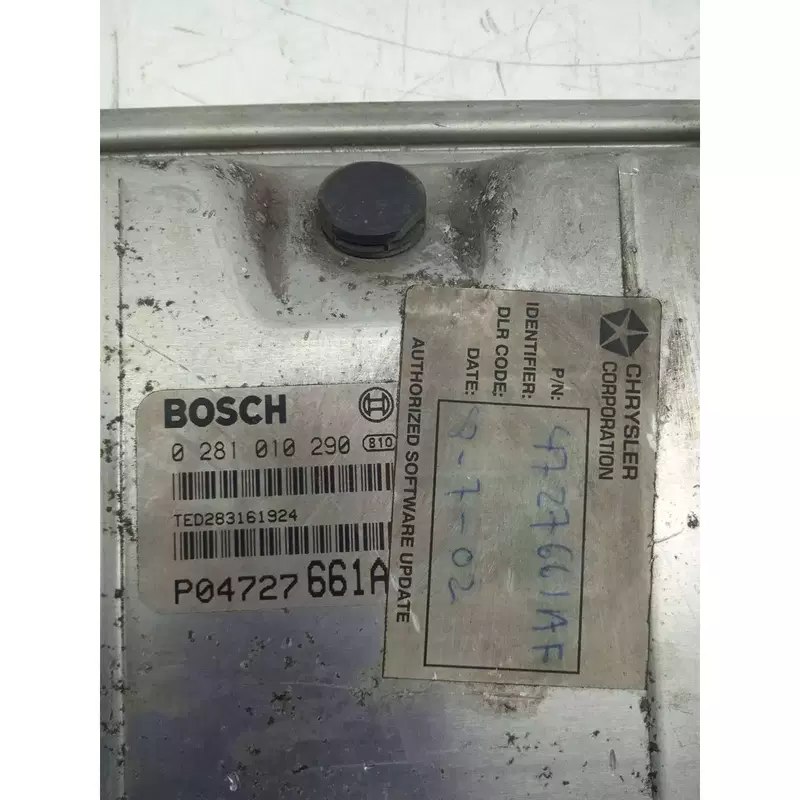 BOSCH
0 281 010 290 810
TED283161924
P04727661A
CHRYSLER
CORPORATION
P/N: 4727661AF
IDENTIFIER:
DLR CODE:
DATE: 8-7-02
AUTHORIZED SOFTWARE UPDATE